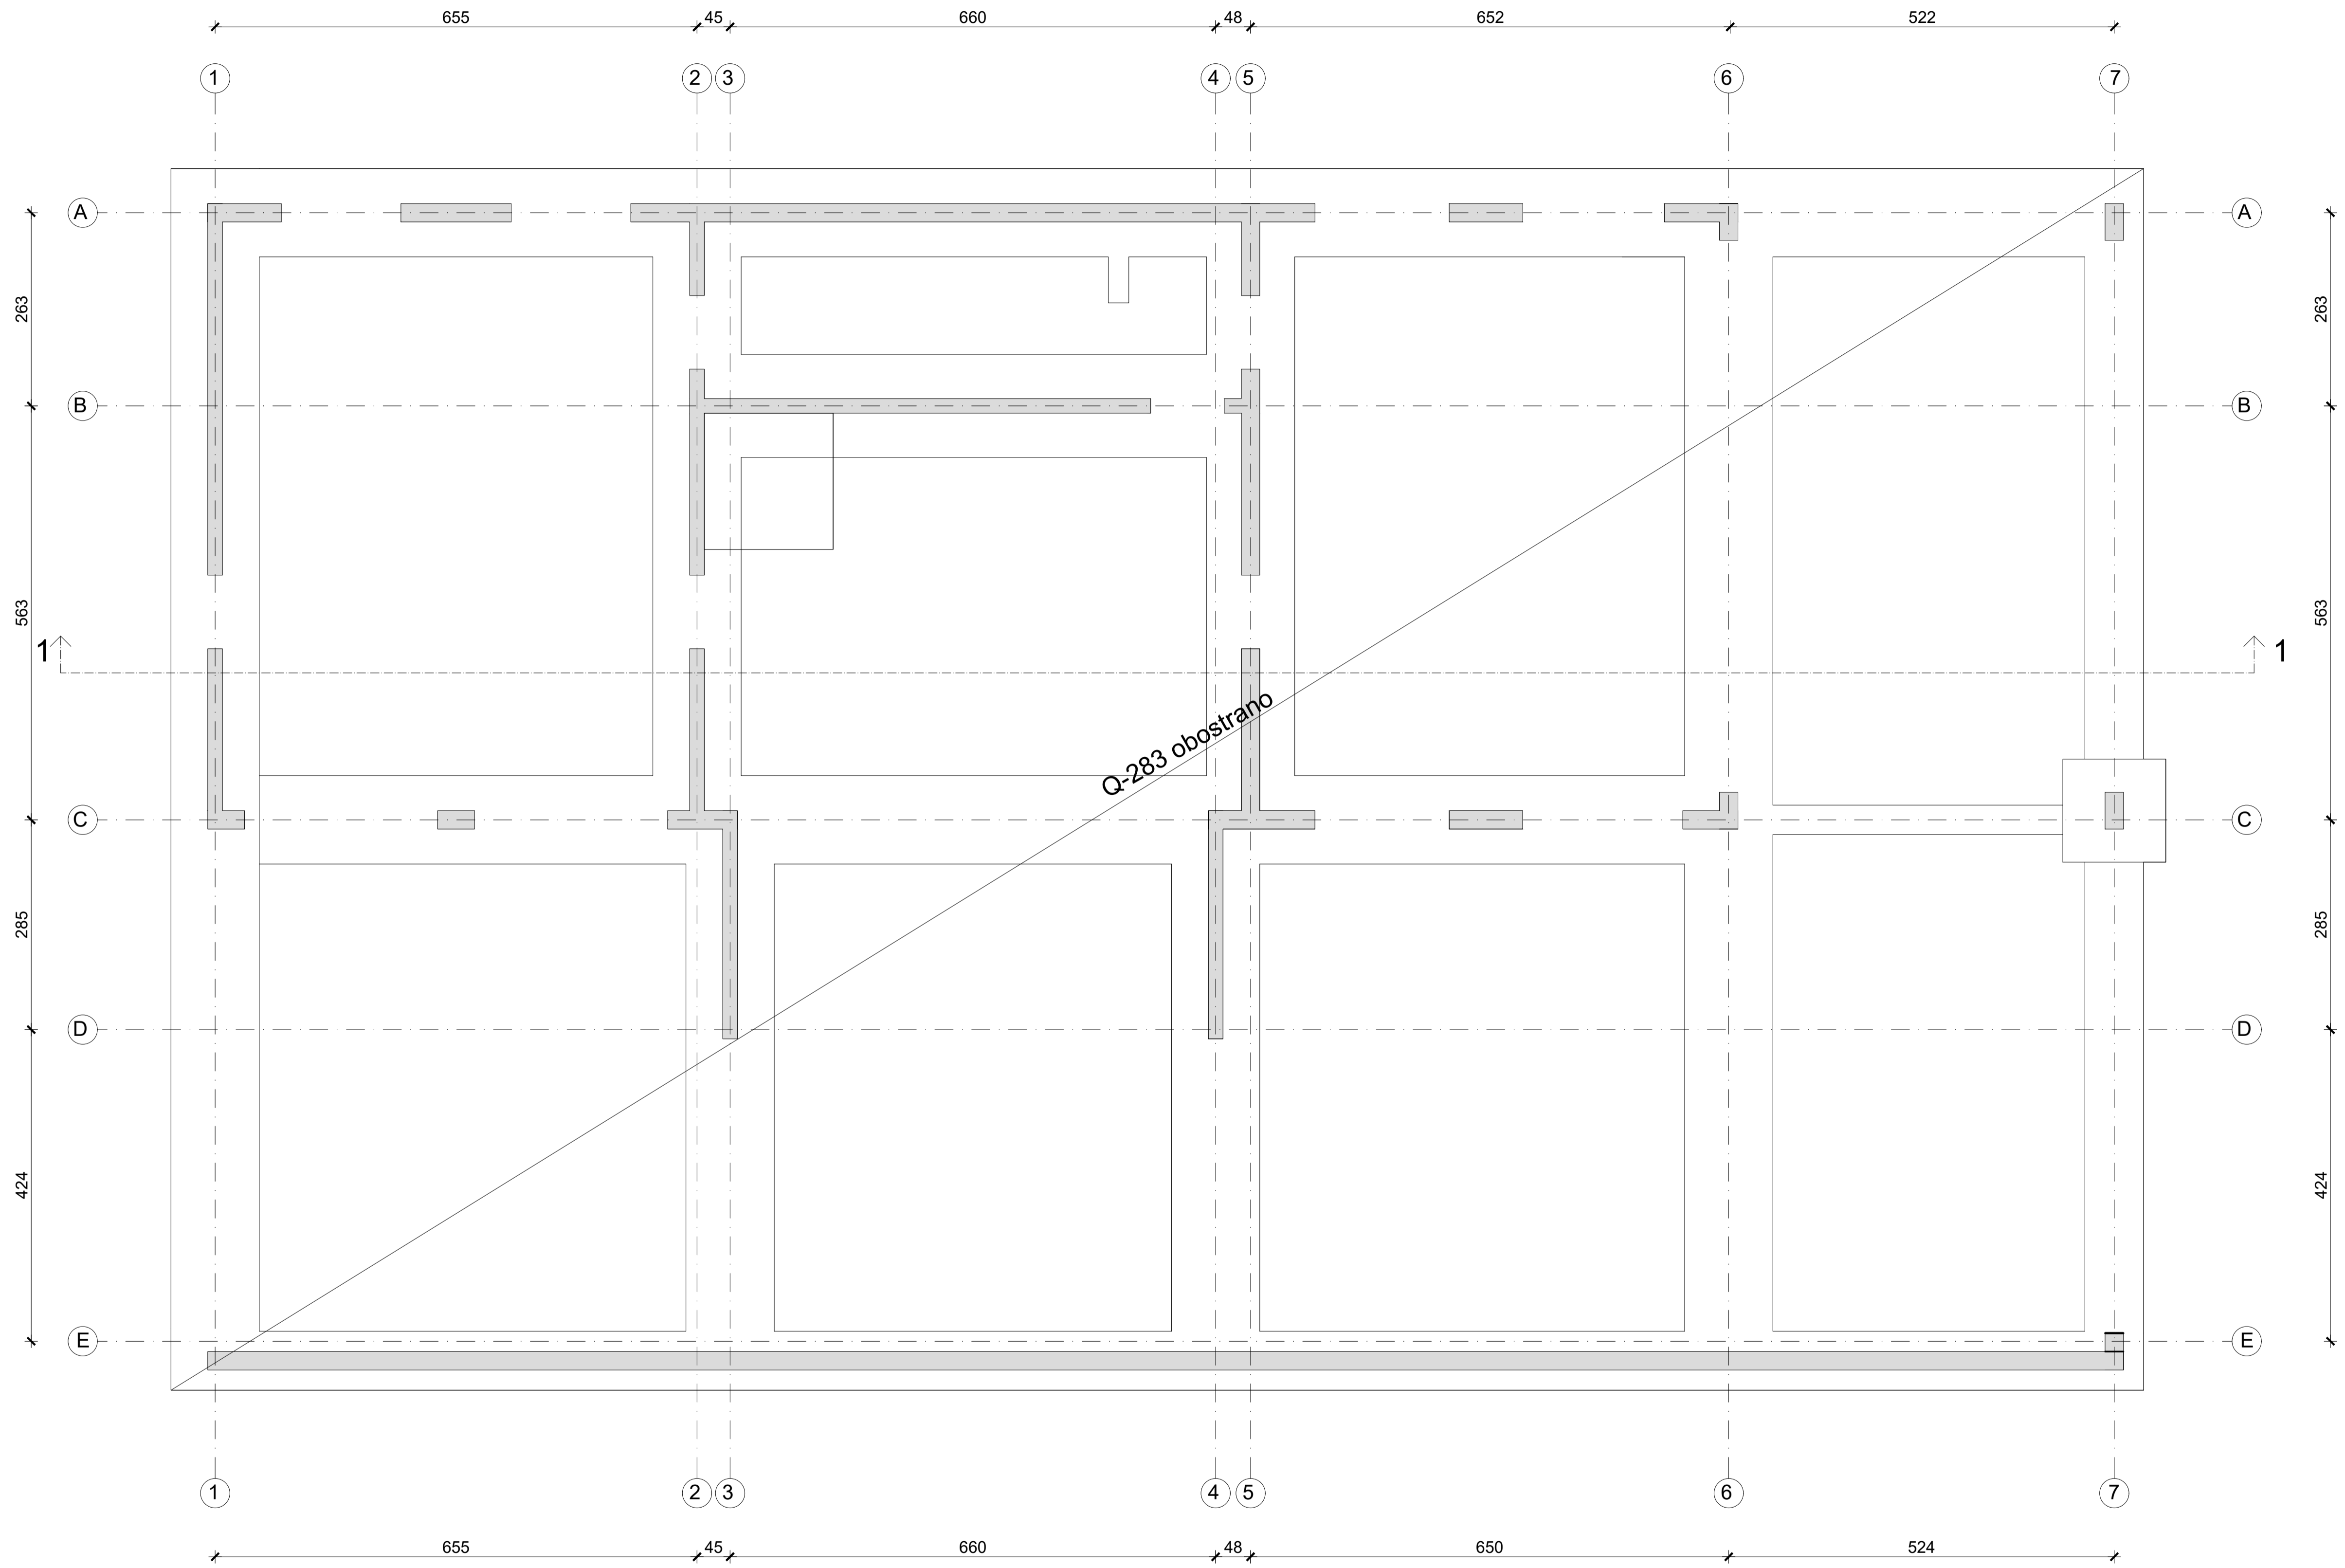 655 45 660 48 652 522
1 2 3 4 5 6 7
A A
263 263
B B
563 563
1 1
Q-283 obostrano
C C
285 285
D D
424 424
E E
1 2 3 4 5 6 7
655 45 660 48 650 524